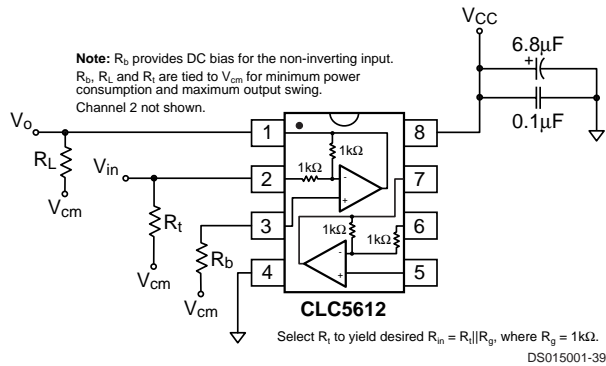 VCC
6.8μF
+
0.1μF
Note: Rb provides DC bias for the non-inverting input.
Rb, RL and Rt are tied to Vcm for minimum power
consumption and maximum output swing.
Channel 2 not shown.
Vo
RL
Vcm
Vin
Rt
Vcm
Rb
Vcm
1
2
3
4
8
7
6
5
1kΩ
1kΩ
-
+
1kΩ
1kΩ
-
+
CLC5612
Select Rt to yield desired Rin = Rt||Rg, where Rg = 1kΩ.
DS015001-39